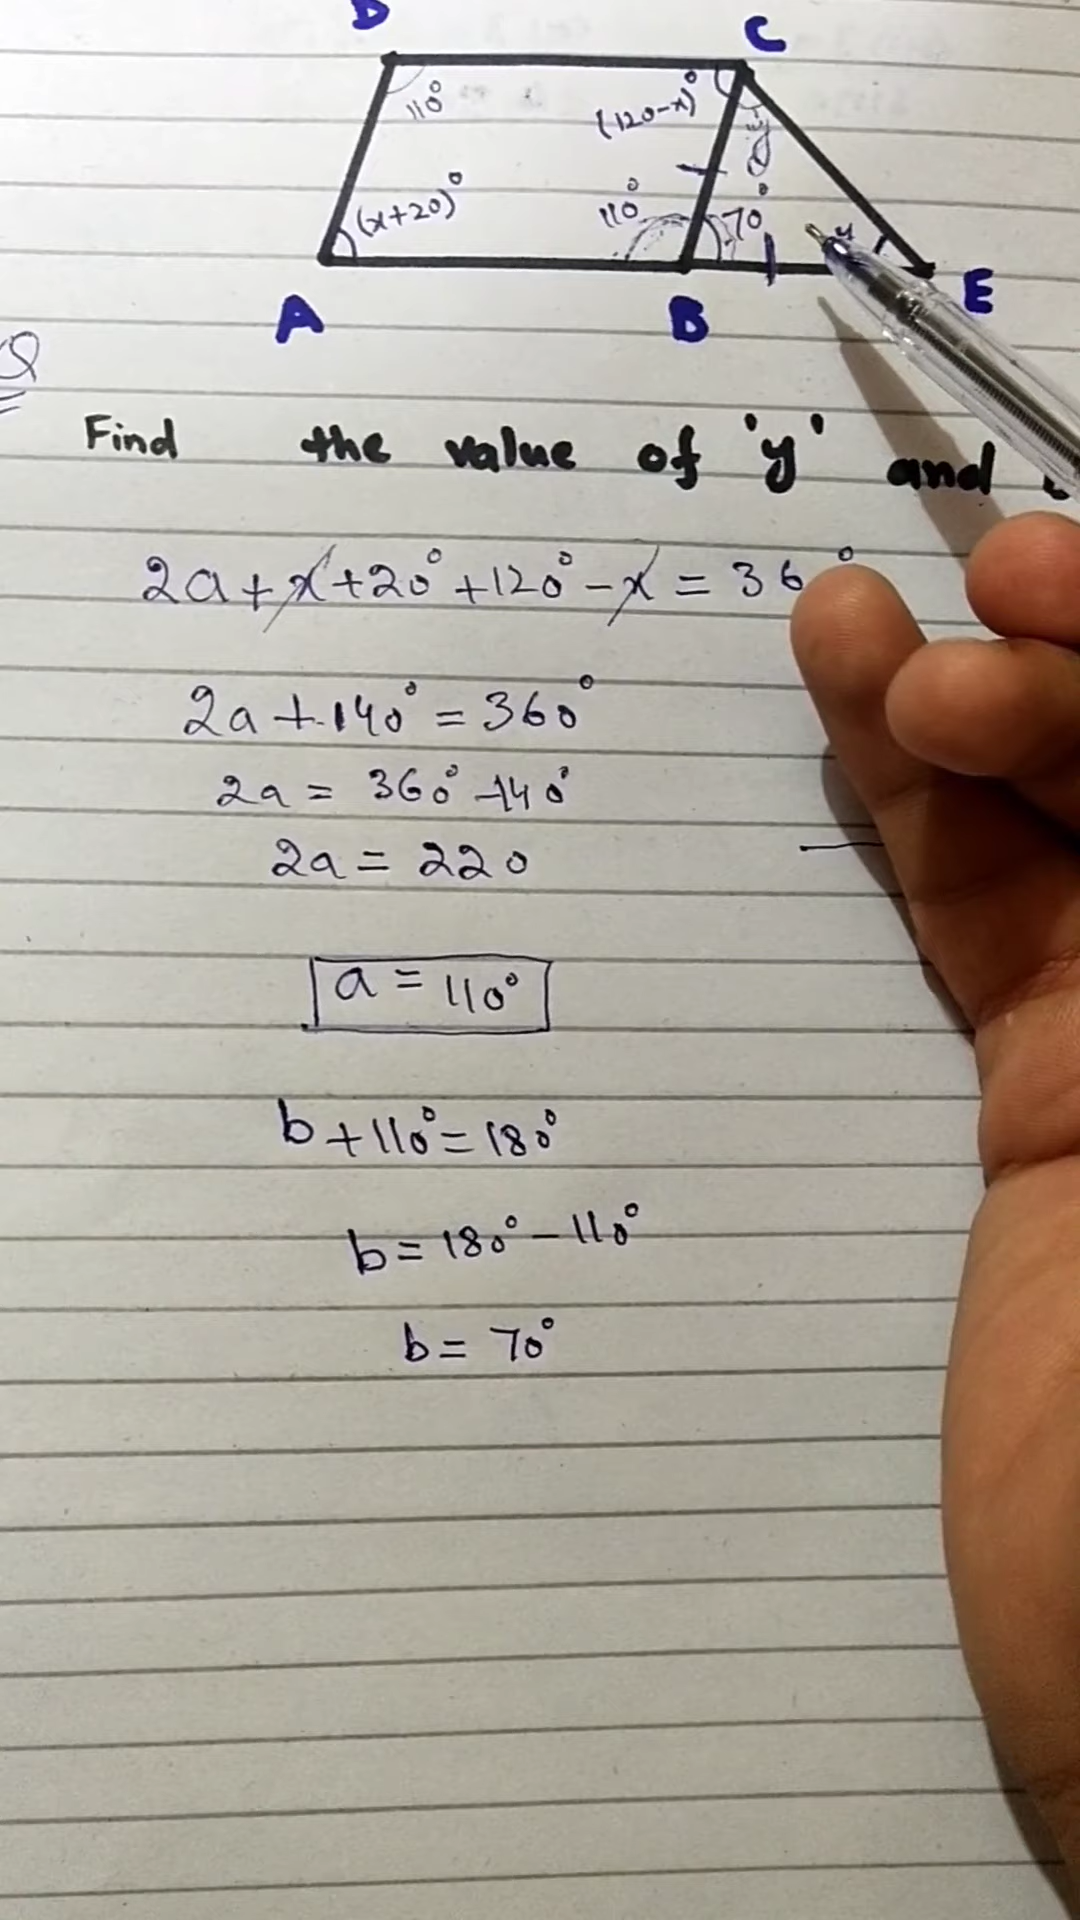 D
C
110°
(120-x)°
(x+20)°
110°
70°
A
B
E
Q
Find the value of 'y' and
2a + x + 20° + 120° - x = 36 °
2a + 140° = 360°
2a = 360° - 140°
2a = 220
a = 110°
b + 110° = 180°
b = 180° - 110°
b = 70°